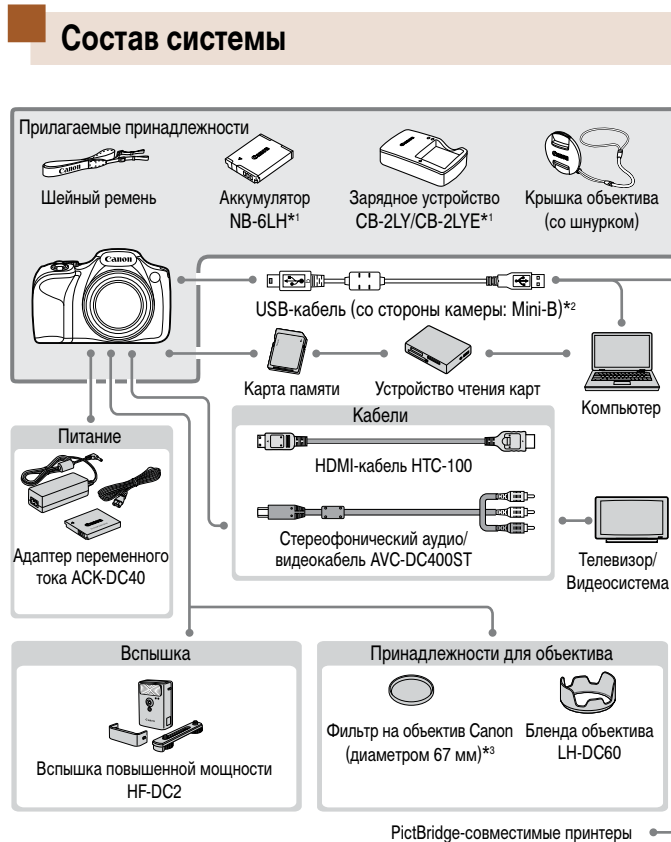 Состав системы
Прилагаемые принадлежности
Canon
Шейный ремень
Аккумулятор
NB-6LH*1
Зарядное устройство
CB-2LY/CB-2LYE*1
Крышка объектива
(со шнурком)
Canon
USB-кабель (со стороны камеры: Mini-B)*2
Карта памяти
Устройство чтения карт
Компьютер
Питание
Адаптер переменного
тока ACK-DC40
Кабели
HDMI-кабель HTC-100
Стереофонический аудио/
видеокабель AVC-DC400ST
Телевизор/
Видеосистема
Вспышка
Вспышка повышенной мощности
HF-DC2
Принадлежности для объектива
Фильтр на объектив Canon
(диаметром 67 мм)*3
Бленда объектива
LH-DC60
PictBridge-совместимые принтеры